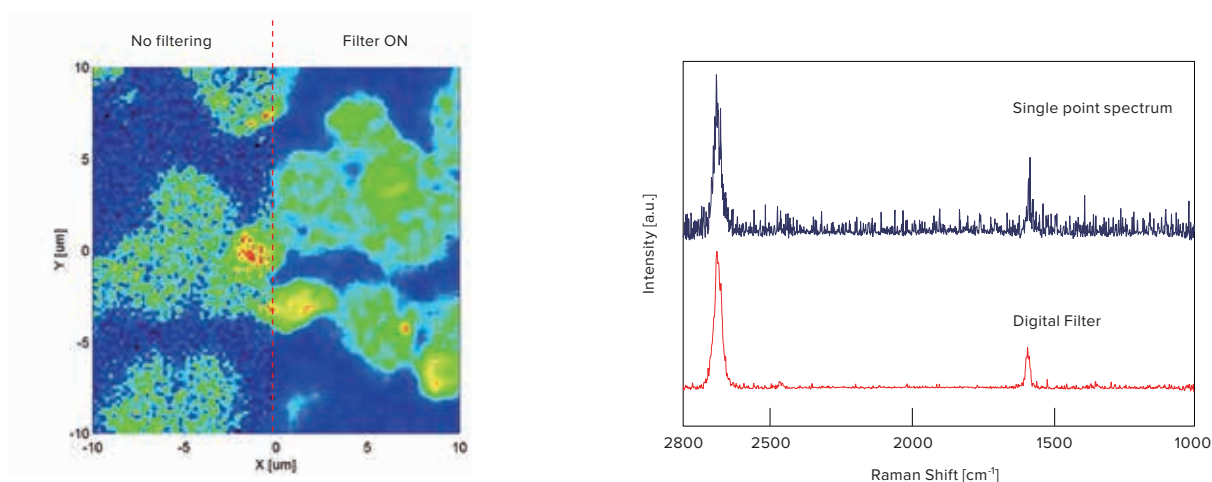 No filtering
Filter ON
10
5
0
-5
-10
Y [um]
-10
-5
0
5
10
X [um]
Single point spectrum
Digital Filter
Intensity [a.u.]
2800
2500
2000
1500
1000
Raman Shift [cm⁻¹]